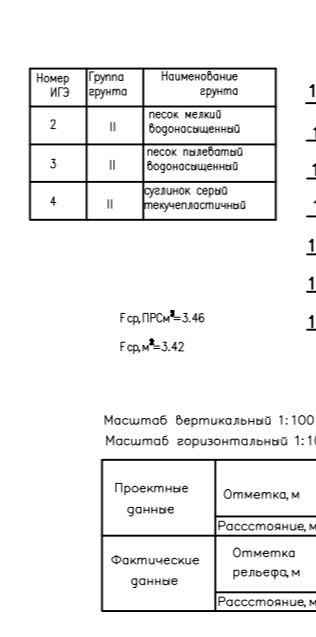 Номер Группа Наименование
ИГЭ грунта грунта
2 II песок мелкий
водонасыщенный
3 II песок пылеватый
водонасыщенный
4 II суглинок серый
текучепластичный
Fср,ПРСм²=3.46
Fср,м²=3.42
Масштаб вертикальный 1:100
Масштаб горизонтальный
Проектные
данные
Отметка,м
Рассстояние,м
Фактические
данные
Отметка
рельефа,м
Рассстояние,м